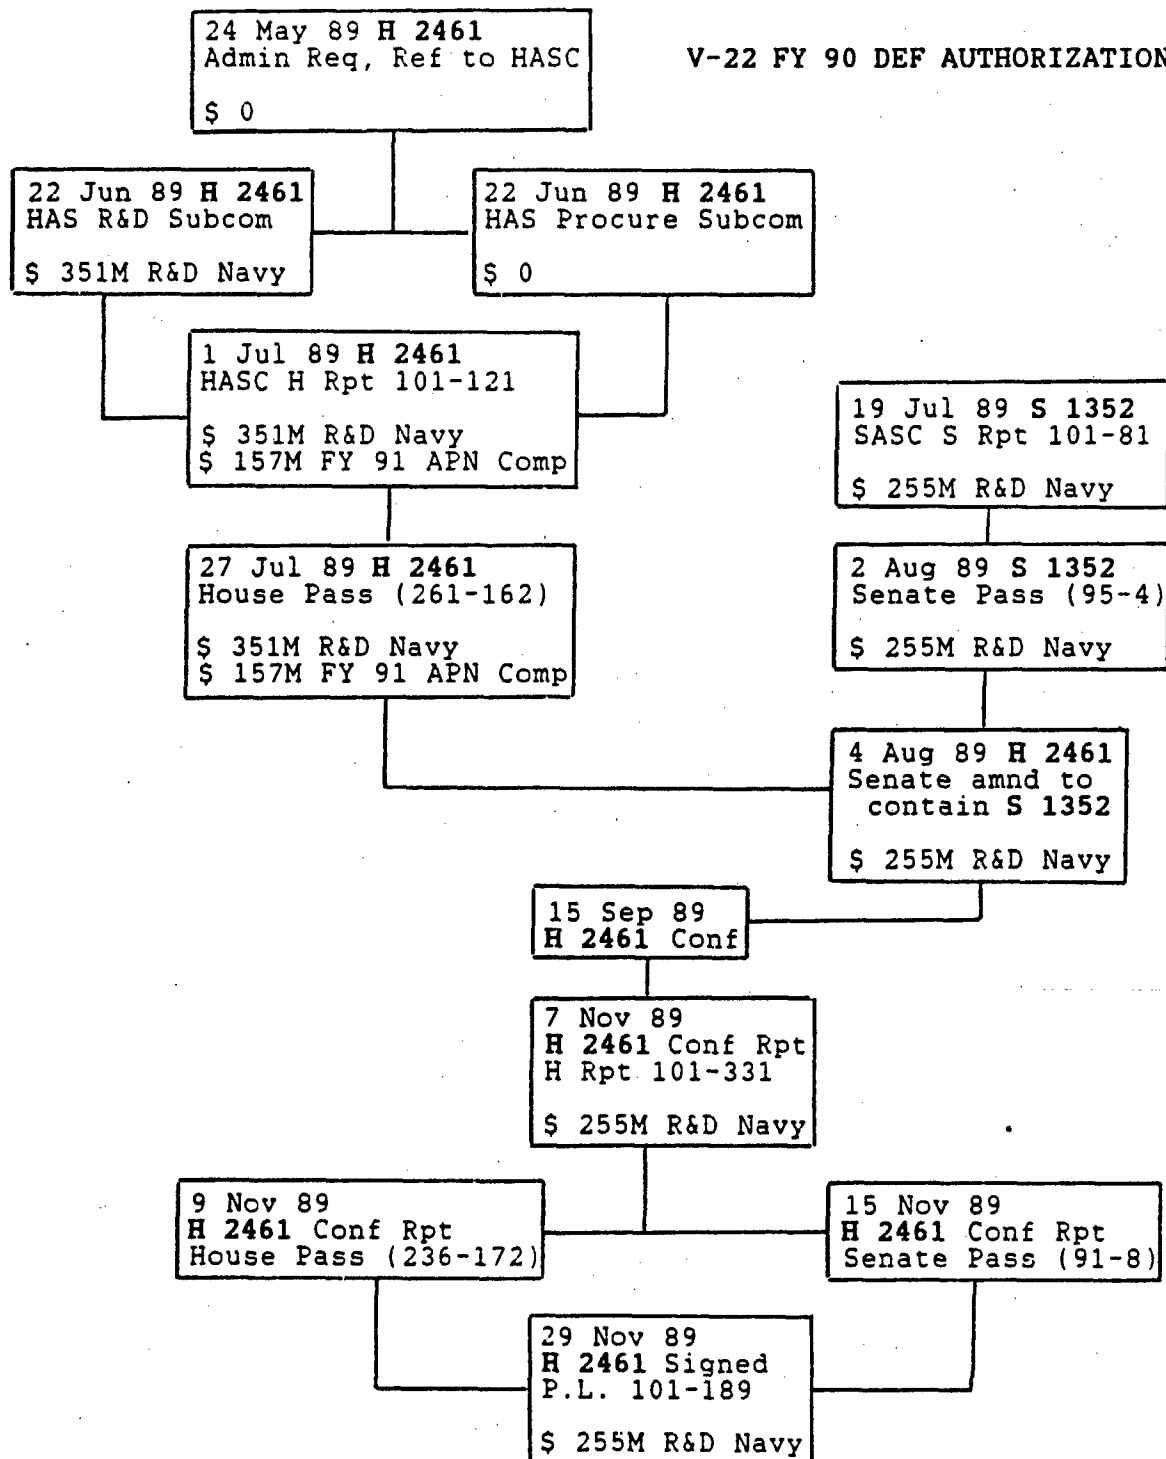 24 May 89 H 2461
Admin Req, Ref to HASC
$ 0
V-22 FY 90 DEF AUTHORIZATION
22 Jun 89 H 2461
HAS R&D Subcom
$ 351M R&D Navy
22 Jun 89 H 2461
HAS Procure Subcom
$ 0
1 Jul 89 H 2461
HASC H Rpt 101-121
$ 351M R&D Navy
$ 157M FY 91 APN Comp
19 Jul 89 S 1352
SASC S Rpt 101-81
$ 255M R&D Navy
27 Jul 89 H 2461
House Pass (261-162)
$ 351M R&D Navy
$ 157M FY 91 APN Comp
2 Aug 89 S 1352
Senate Pass (95-4)
$ 255M R&D Navy
4 Aug 89 H 2461
Senate amnd to
contain S 1352
$ 255M R&D Navy
15 Sep 89
H 2461 Conf
7 Nov 89
H 2461 Conf Rpt
H Rpt 101-331
$ 255M R&D Navy
9 Nov 89
H 2461 Conf Rpt
House Pass (236-172)
15 Nov 89
H 2461 Conf Rpt
Senate Pass (91-8)
29 Nov 89
H 2461 Signed
P.L. 101-189
$ 255M R&D Navy